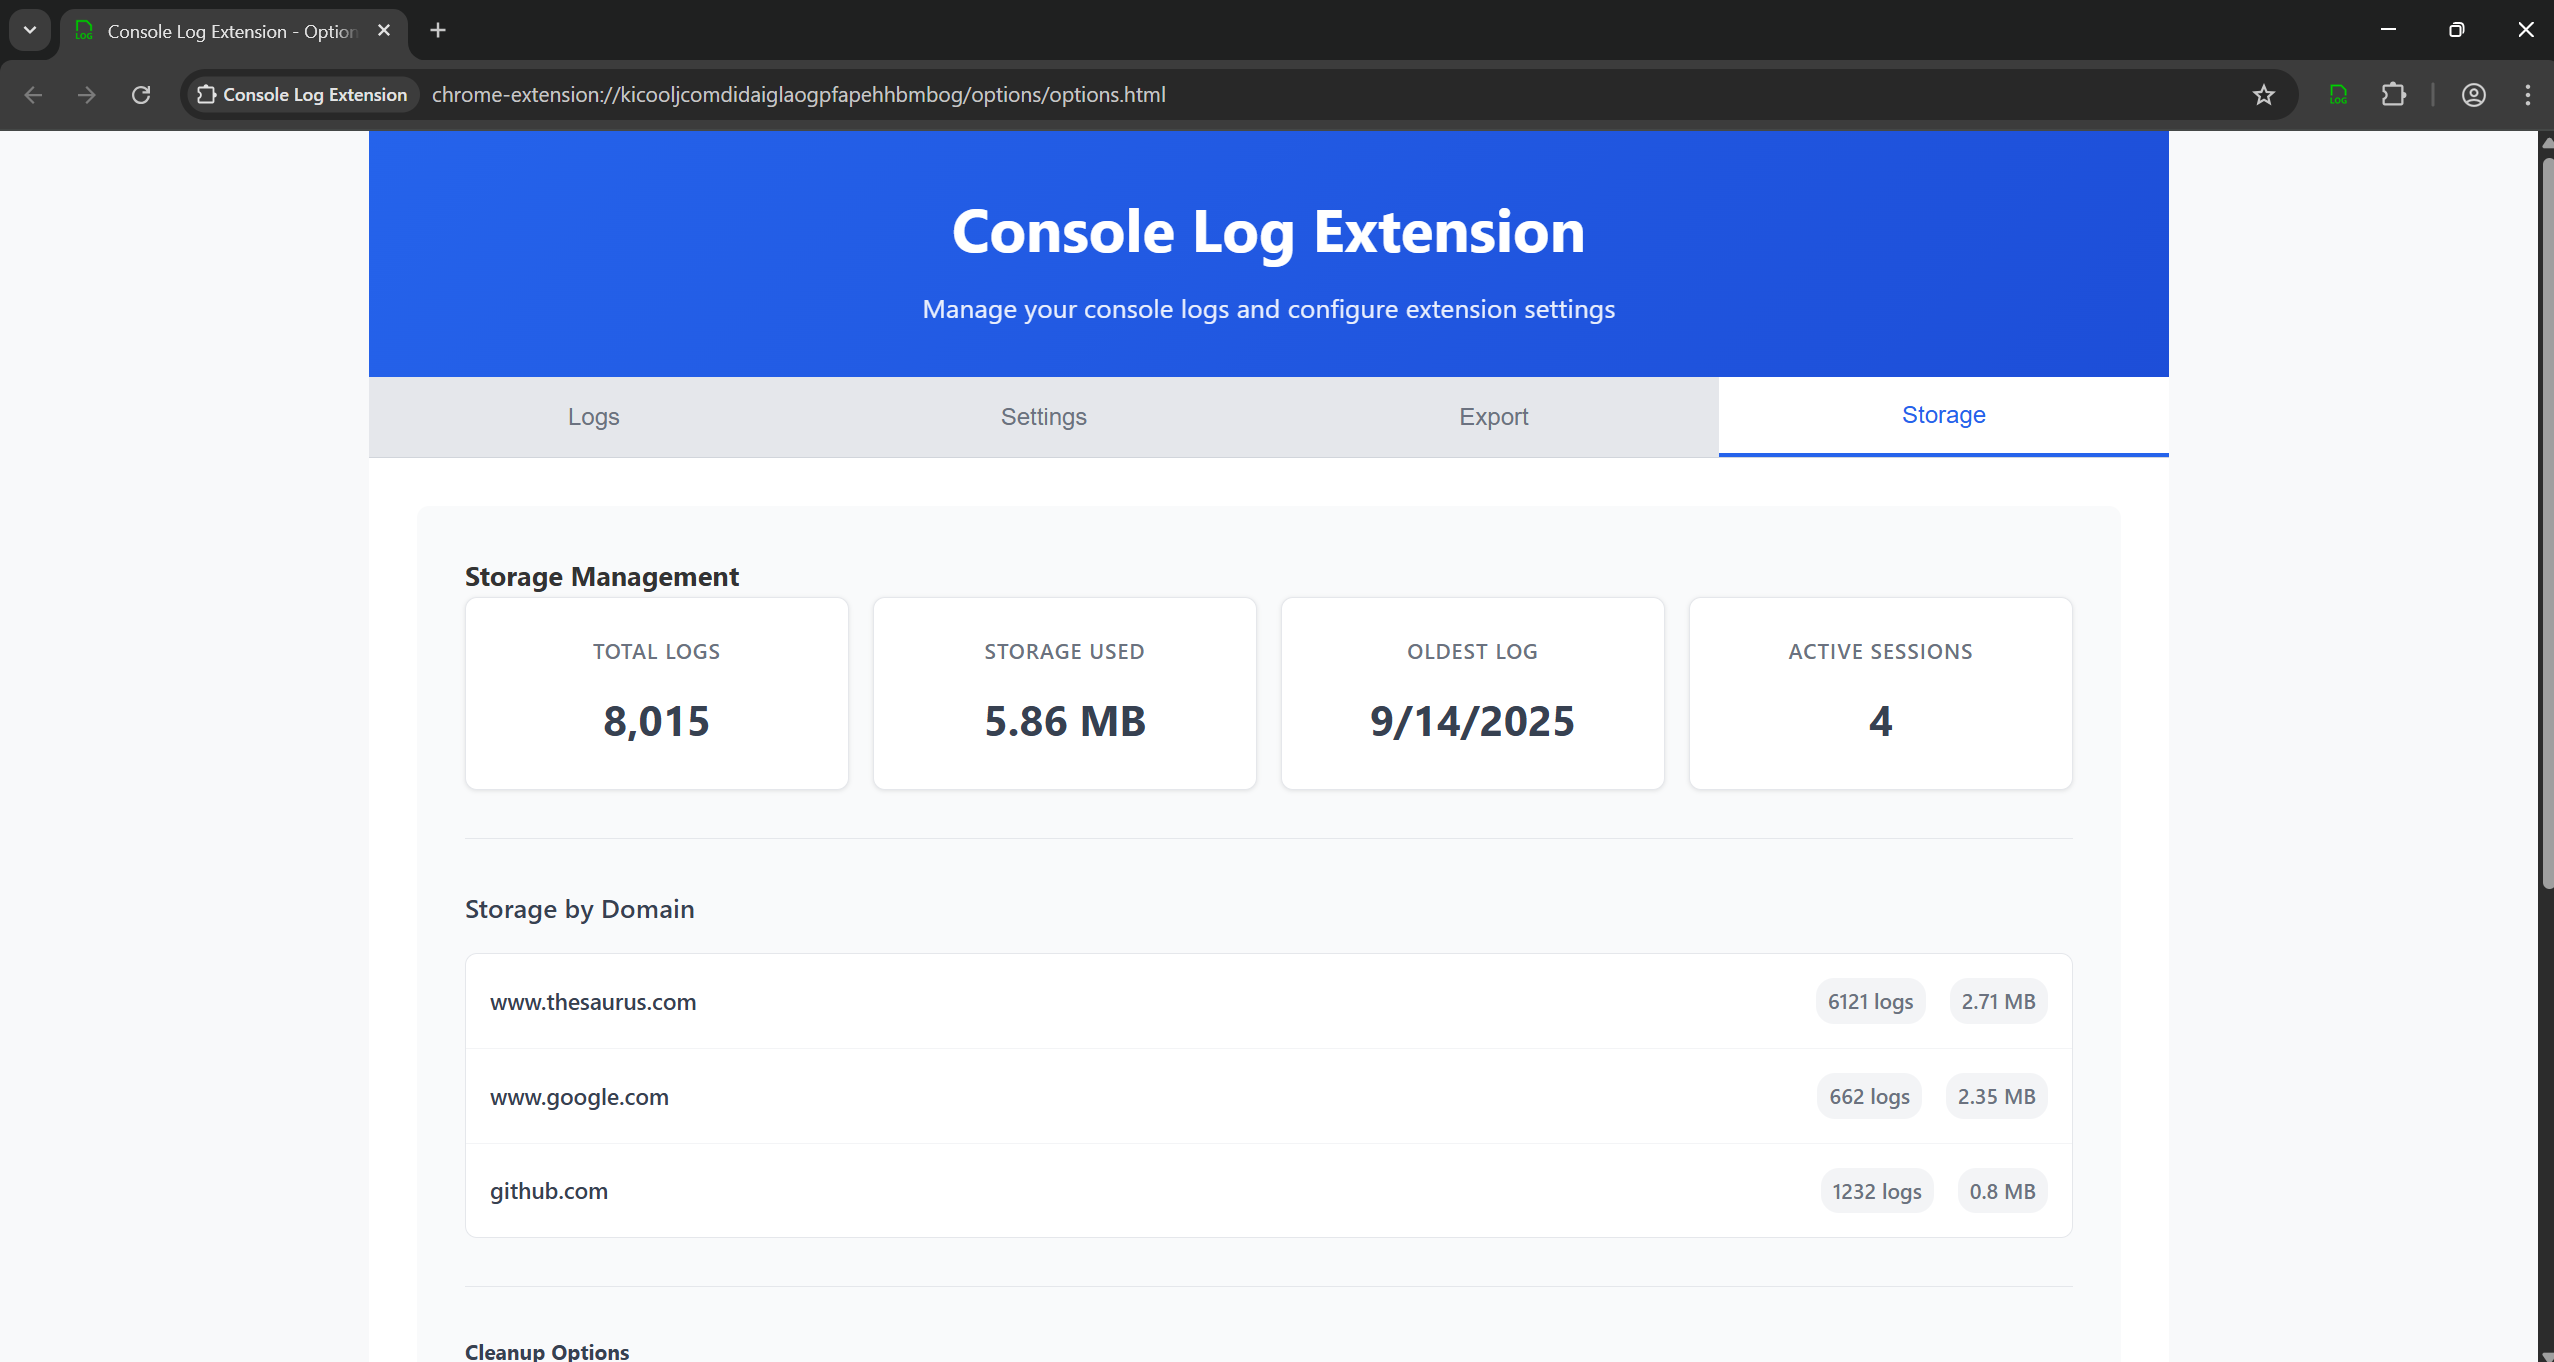 Console Log Extension - Option
Console Log Extension chrome-extension://kicooljcomdidaiglaogpfapehhbmbog/options/options.html
LOG
Console Log Extension
Manage your console logs and configure extension settings
Logs Settings Export Storage
Storage Management
TOTAL LOGS STORAGE USED OLDEST LOG ACTIVE SESSIONS
8,015 5.86 MB 9/14/2025 4
Storage by Domain
www.thesaurus.com 6121 logs 2.71 MB
www.google.com 662 logs 2.35 MB
github.com 1232 logs 0.8 MB
Cleanup Options